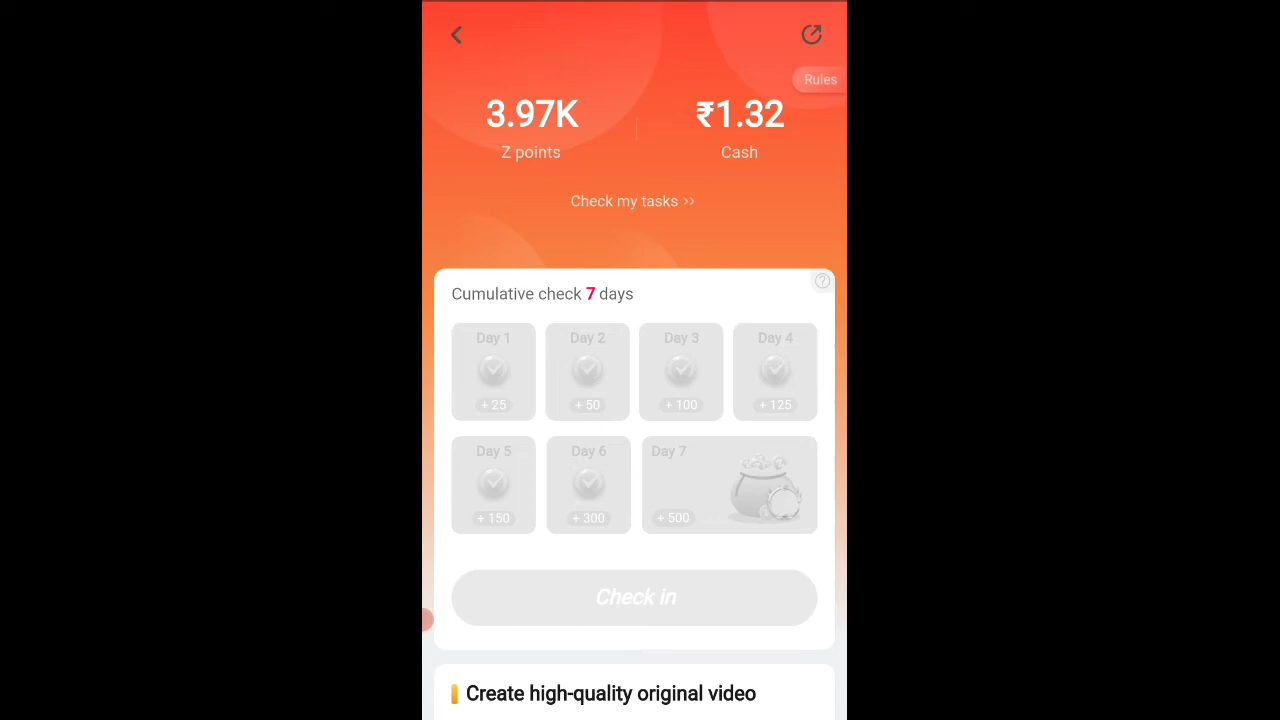 Rules
3.97K
₹1.32
Z points
Cash
Check my tasks >>
Cumulative check 7 days
?
Day 1
Day 2
Day 3
Day 4
+ 25
+ 50
+ 100
+ 125
Day 5
Day 6
Day 7
+ 150
+ 300
+ 500
Check in
Create high-quality original video